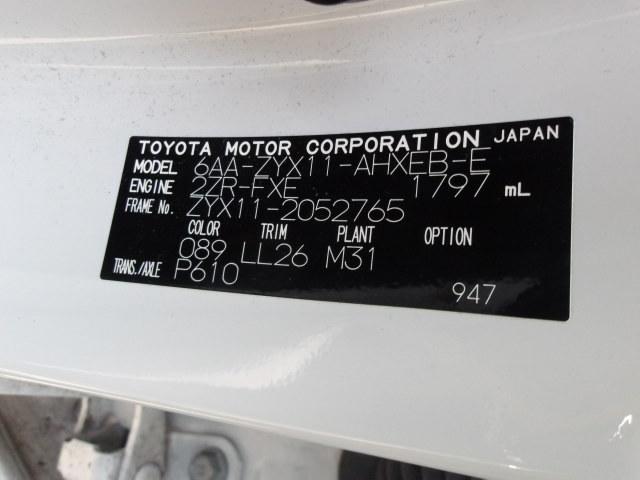 TOYOTA MOTOR CORPORATION JAPAN
MODEL 6AA-ZYX11-AHXEB-E
ENGINE 2ZR-FXE 1797 mL
FRAME No. ZYX11-2052765
COLOR TRIM PLANT OPTION
089 LL26 M31
TRANS./AXLE P610
947